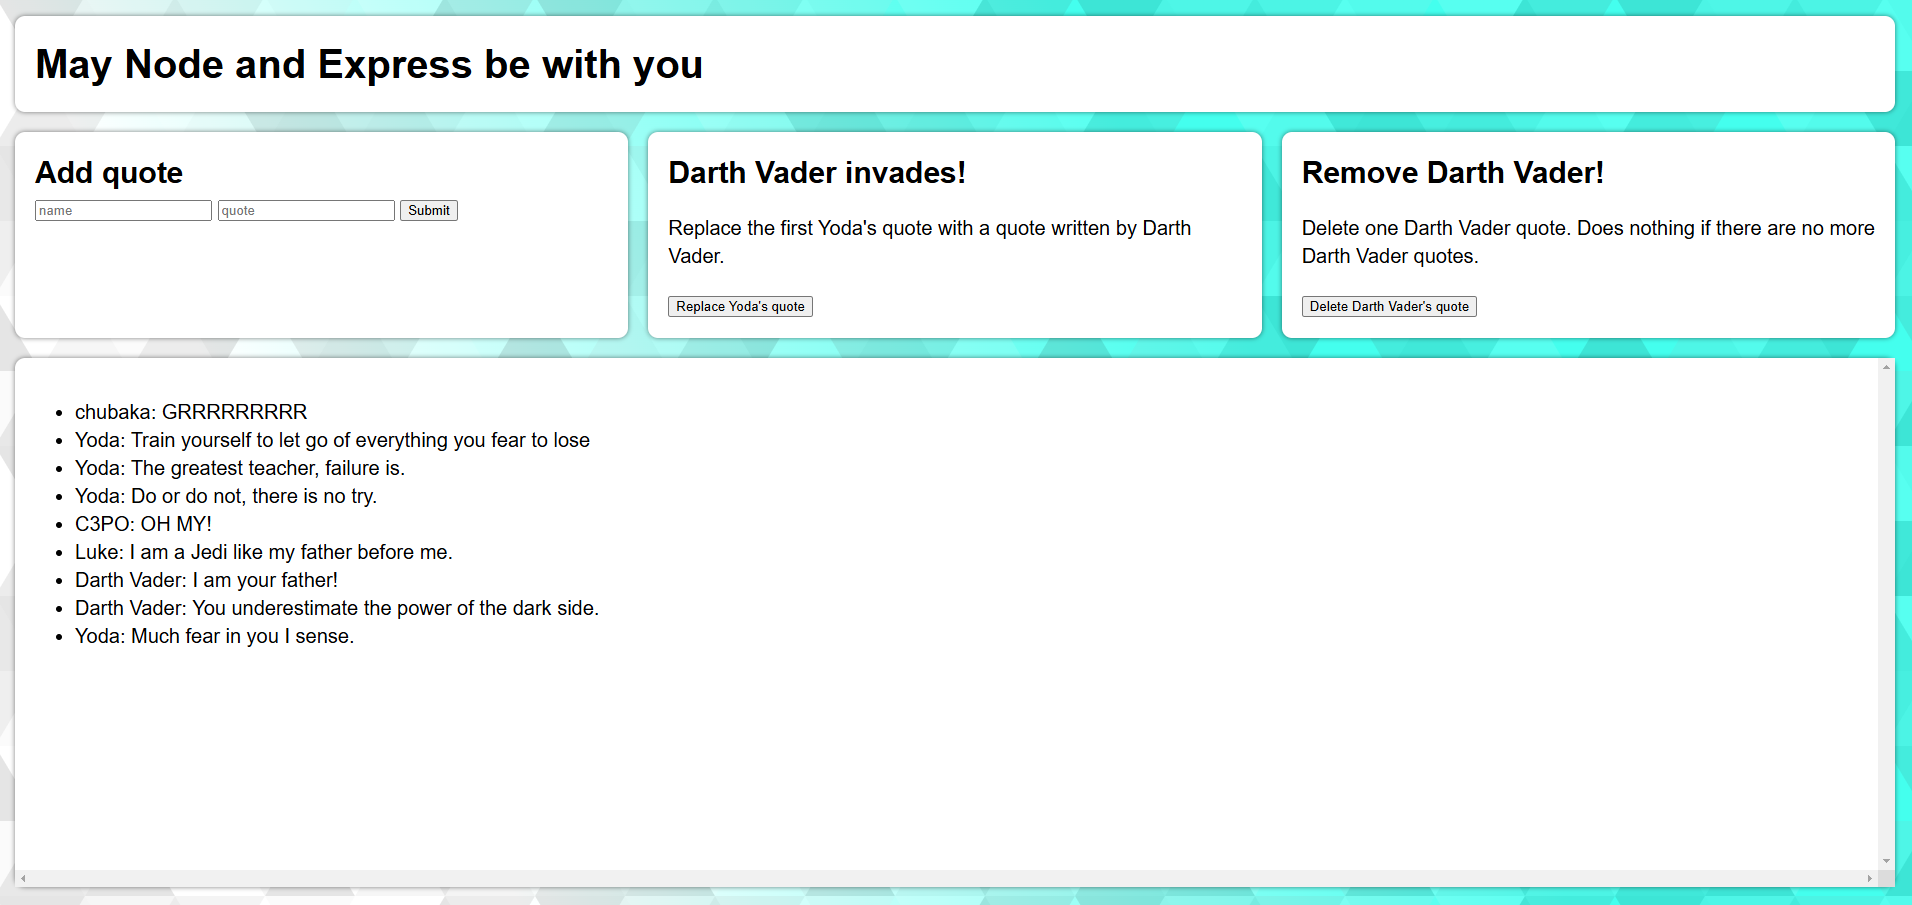 May Node and Express be with you
Add quote
name quote Submit
Darth Vader invades!
Replace the first Yoda's quote with a quote written by Darth
Vader.
Replace Yoda's quote
Remove Darth Vader!
Delete one Darth Vader quote. Does nothing if there are no more
Darth Vader quotes.
Delete Darth Vader's quote
• chubaka: GRRRRRRRRR
• Yoda: Train yourself to let go of everything you fear to lose
• Yoda: The greatest teacher, failure is.
• Yoda: Do or do not, there is no try.
• C3PO: OH MY!
• Luke: I am a Jedi like my father before me.
• Darth Vader: I am your father!
• Darth Vader: You underestimate the power of the dark side.
• Yoda: Much fear in you I sense.